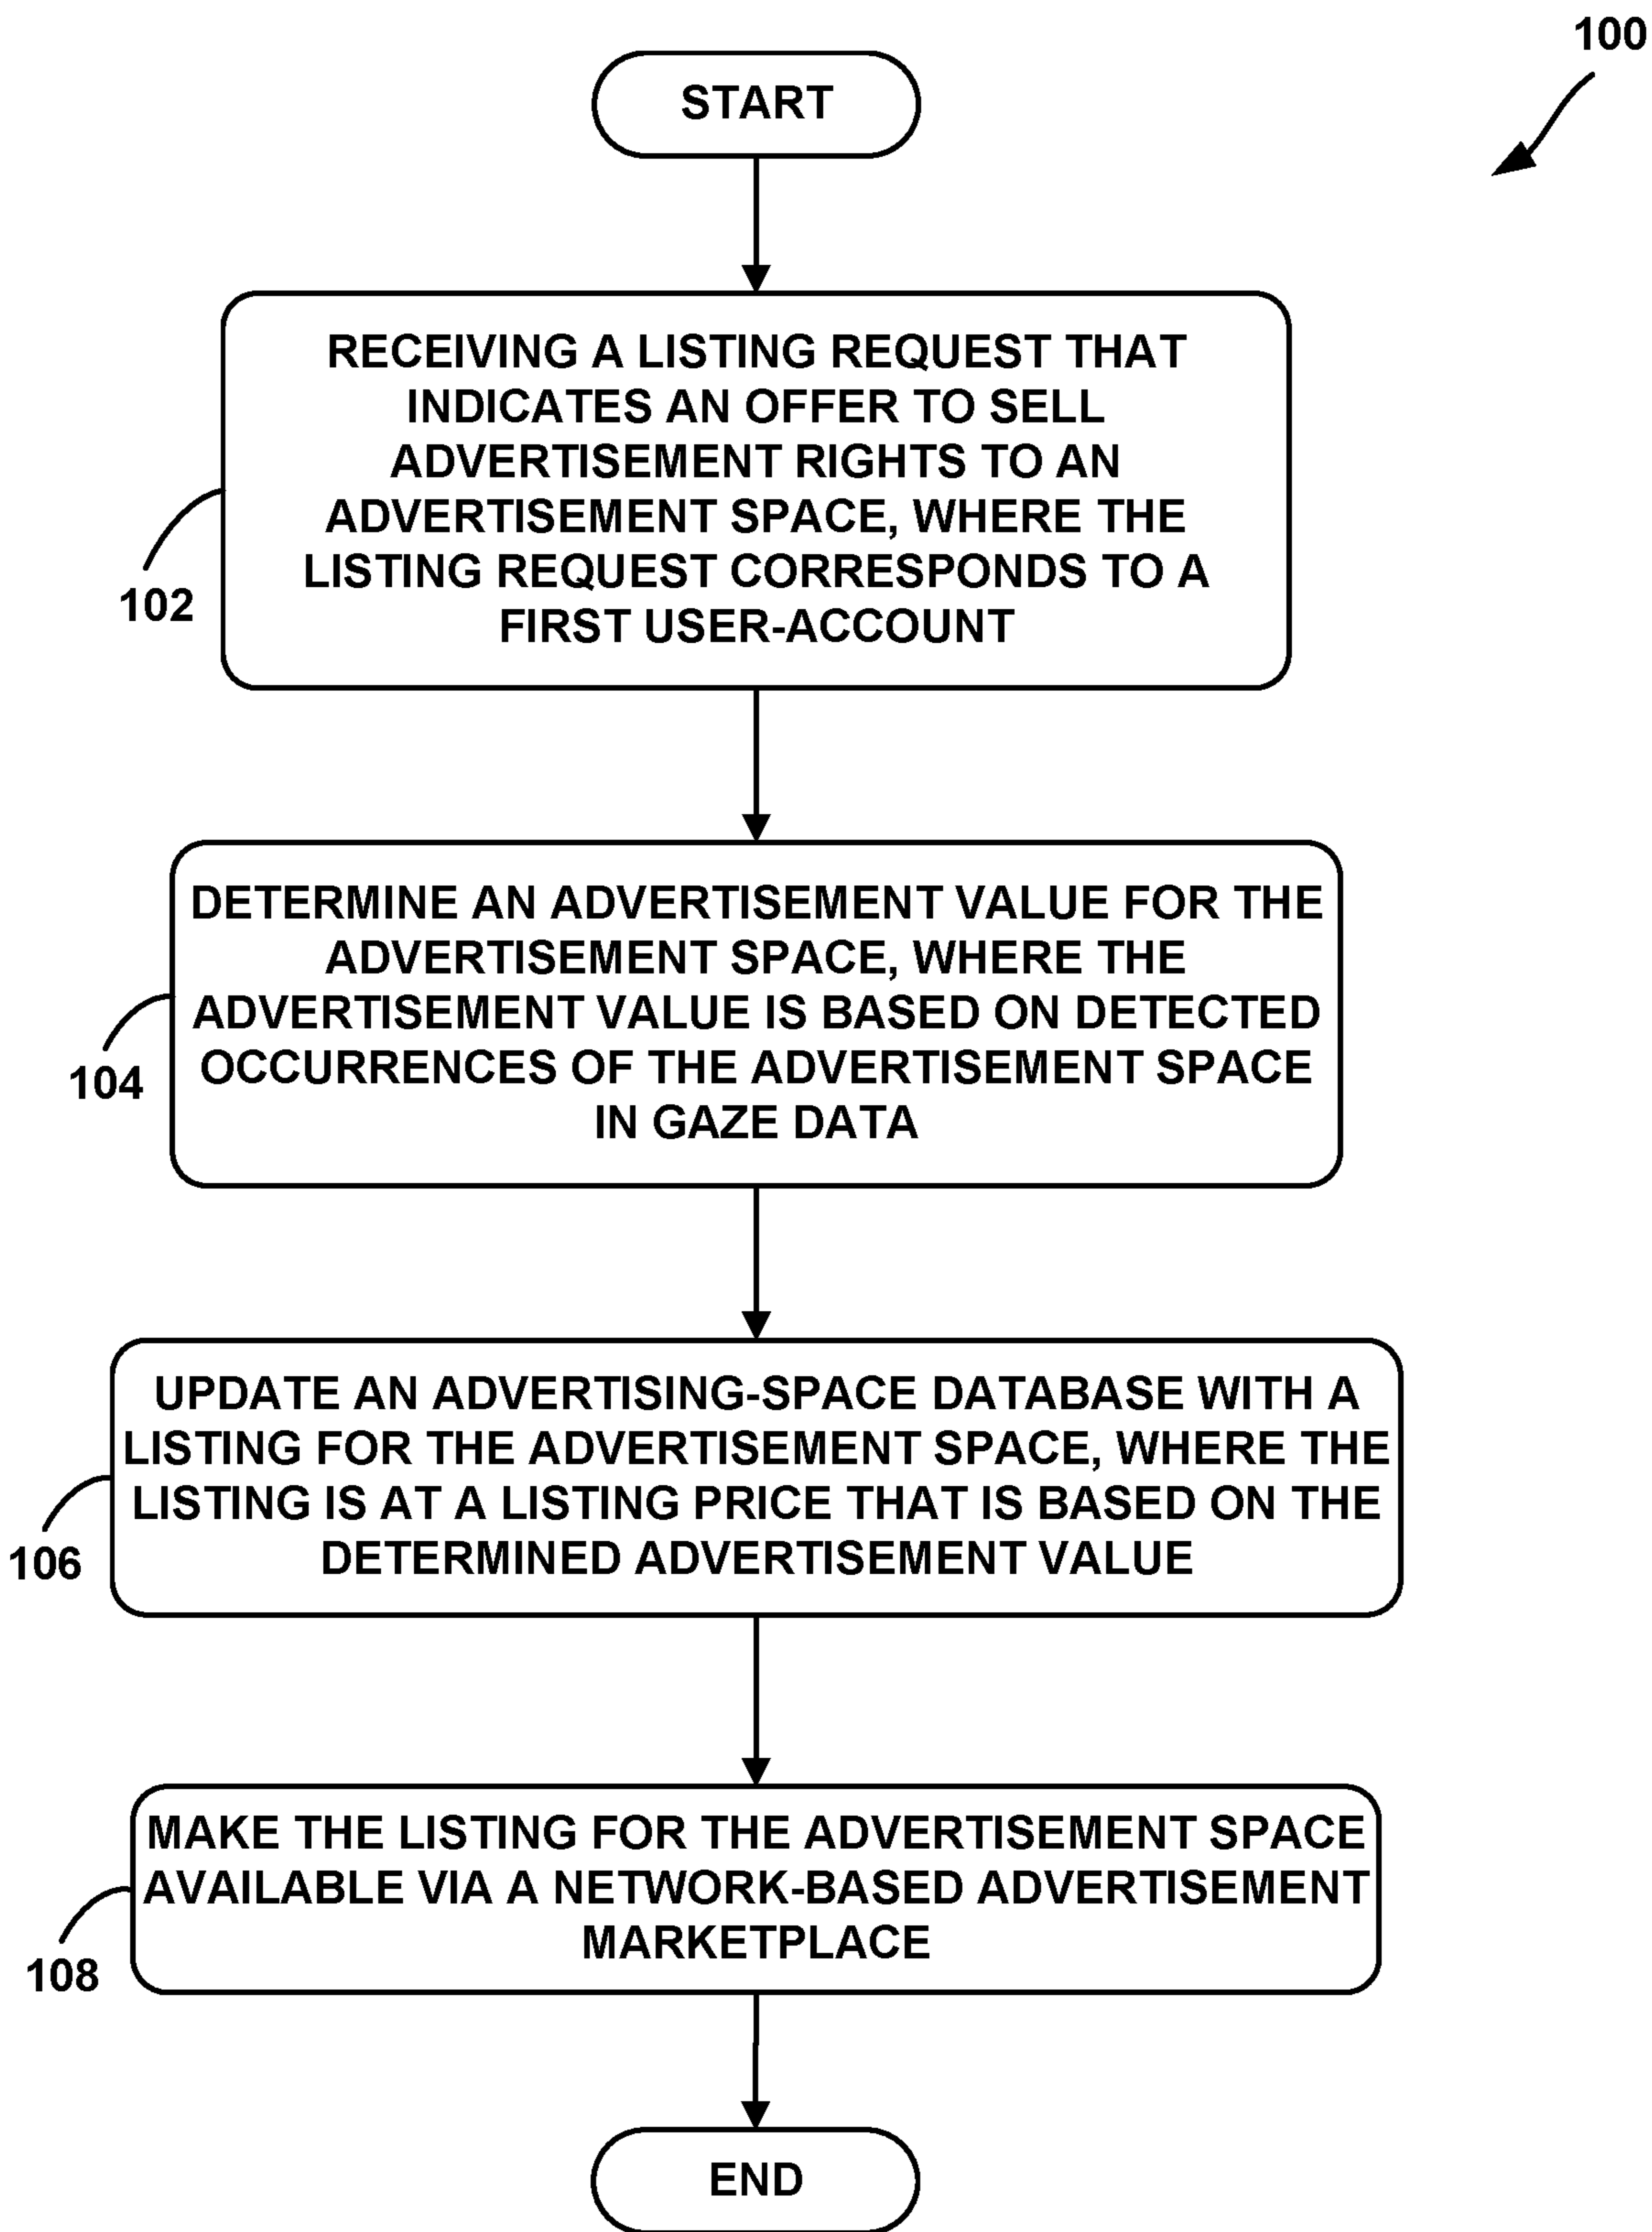 100
START
RECEIVING A LISTING REQUEST THAT
INDICATES AN OFFER TO SELL
ADVERTISEMENT RIGHTS TO AN
ADVERTISEMENT SPACE, WHERE THE
LISTING REQUEST CORRESPONDS TO A
FIRST USER-ACCOUNT
102
DETERMINE AN ADVERTISEMENT VALUE FOR THE
ADVERTISEMENT SPACE, WHERE THE
ADVERTISEMENT VALUE IS BASED ON DETECTED
OCCURRENCES OF THE ADVERTISEMENT SPACE
IN GAZE DATA
104
UPDATE AN ADVERTISING-SPACE DATABASE WITH A
LISTING FOR THE ADVERTISEMENT SPACE, WHERE THE
LISTING IS AT A LISTING PRICE THAT IS BASED ON THE
DETERMINED ADVERTISEMENT VALUE
106
MAKE THE LISTING FOR THE ADVERTISEMENT SPACE
AVAILABLE VIA A NETWORK-BASED ADVERTISEMENT
MARKETPLACE
108
END